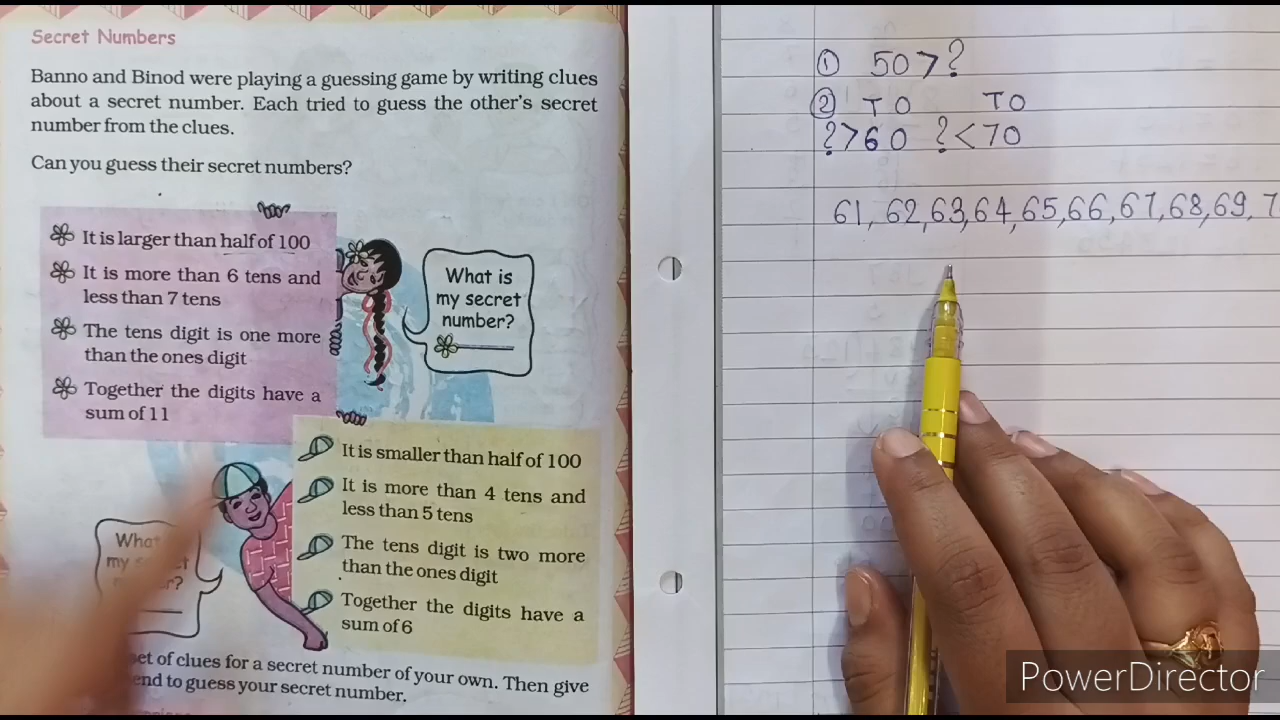 Secret Numbers
Banno and Binod were playing a guessing game by writing clues
about a secret number. Each tried to guess the other's secret
number from the clues.
Can you guess their secret numbers?
It is larger than half of 100
It is more than 6 tens and
less than 7 tens
The tens digit is one more
than the ones digit
Together the digits have a
sum of 11
What is
my secret
number?
It is smaller than half of 100
It is more than 4 tens and
less than 5 tens
The tens digit is two more
than the ones digit
Together the digits have a
sum of 6
my
of clues for a secret number of your own. Then give
to guess your secret number.
① 50 > ?
② T O T O
? > 60 ? < 70
61, 62, 63, 64, 65, 66, 67, 68, 69, 7
PowerDirector